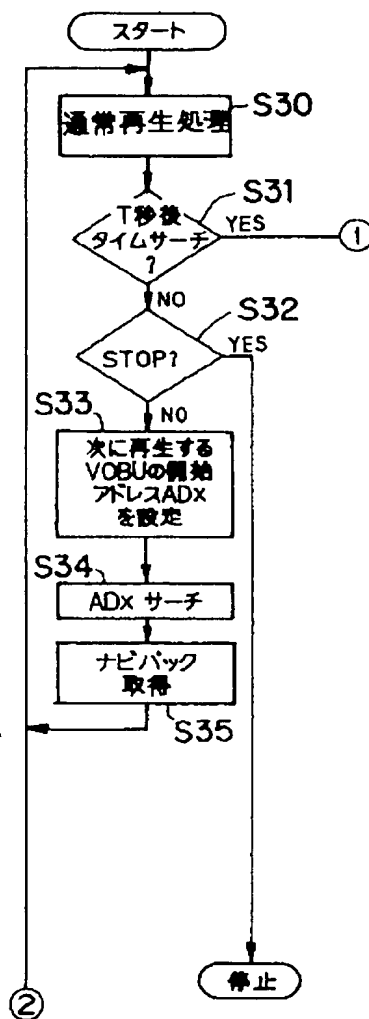 スタート
S30
通常再生処理
S31
T秒後
タイムサーチ
?
YES
①
NO
S32
STOP?
YES
S33
NO
次に再生する
VOBUの開始
アドレスADx
を設定
S34
ADx サーチ
ナビパック
取得
S35
停止
②